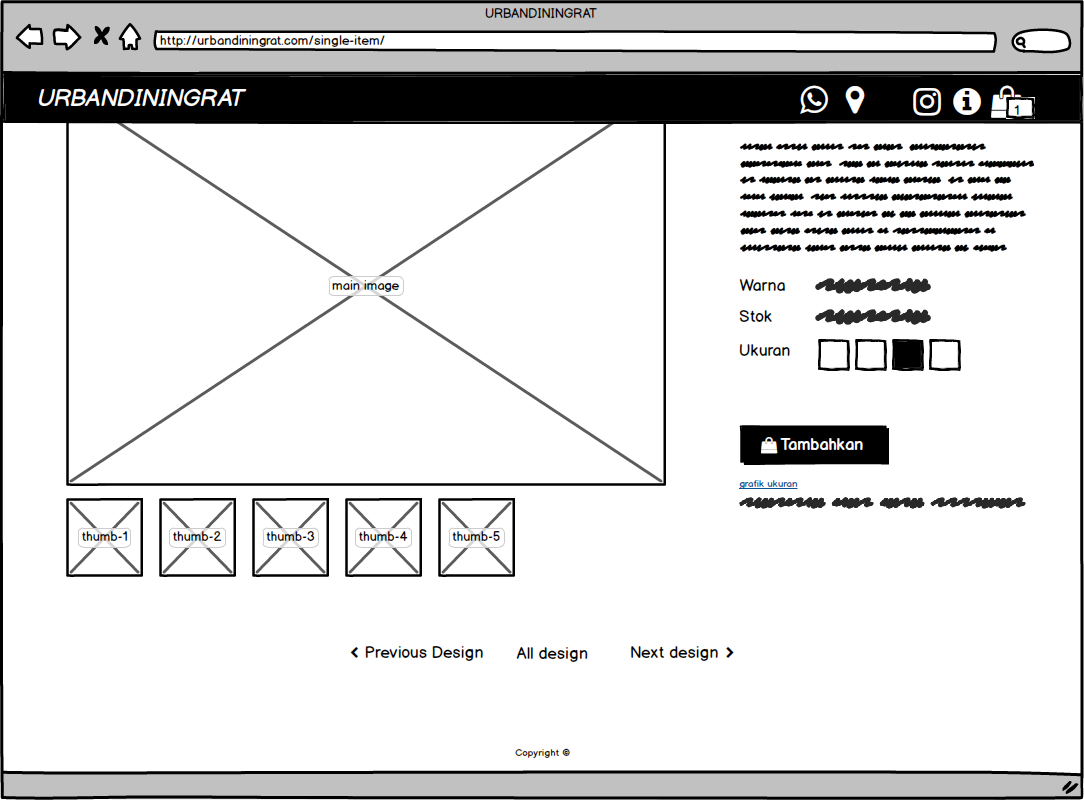 URBANDININGRAT
http://urbandiningrat.com/single-item/
URBANDININGRAT
1
main image
Warna
Stok
Ukuran
Tambahkan
grafik ukuran
thumb-1 thumb-2 thumb-3 thumb-4 thumb-5
Previous Design All design Next design
Copyright ©